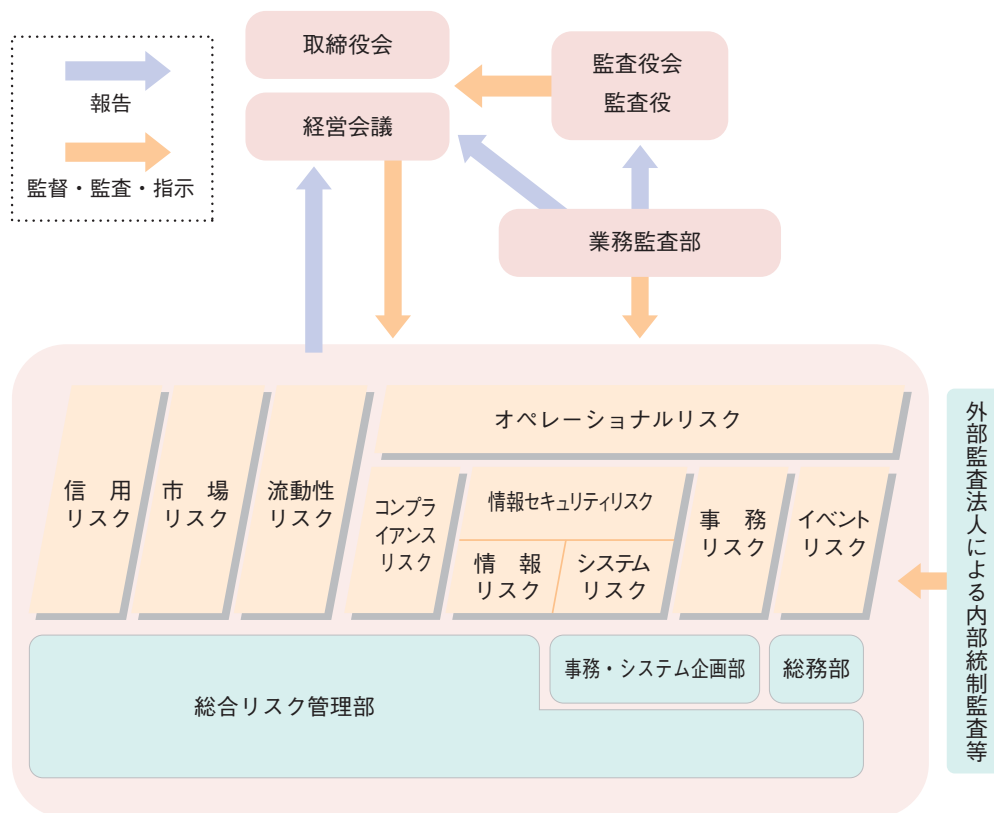 報告
監督・監査・指示
取締役会
経営会議
監査役会
監査役
業務監査部
オペレーショナルリスク
信　用
リスク
市　場
リスク
流動性
リスク
コンプラ
イアンス
リスク
情報セキュリティリスク
情　報
リスク
システム
リスク
事　務
リスク
イベント
リスク
総合リスク管理部
事務・システム企画部
総務部
外部監査法人による内部統制監査等